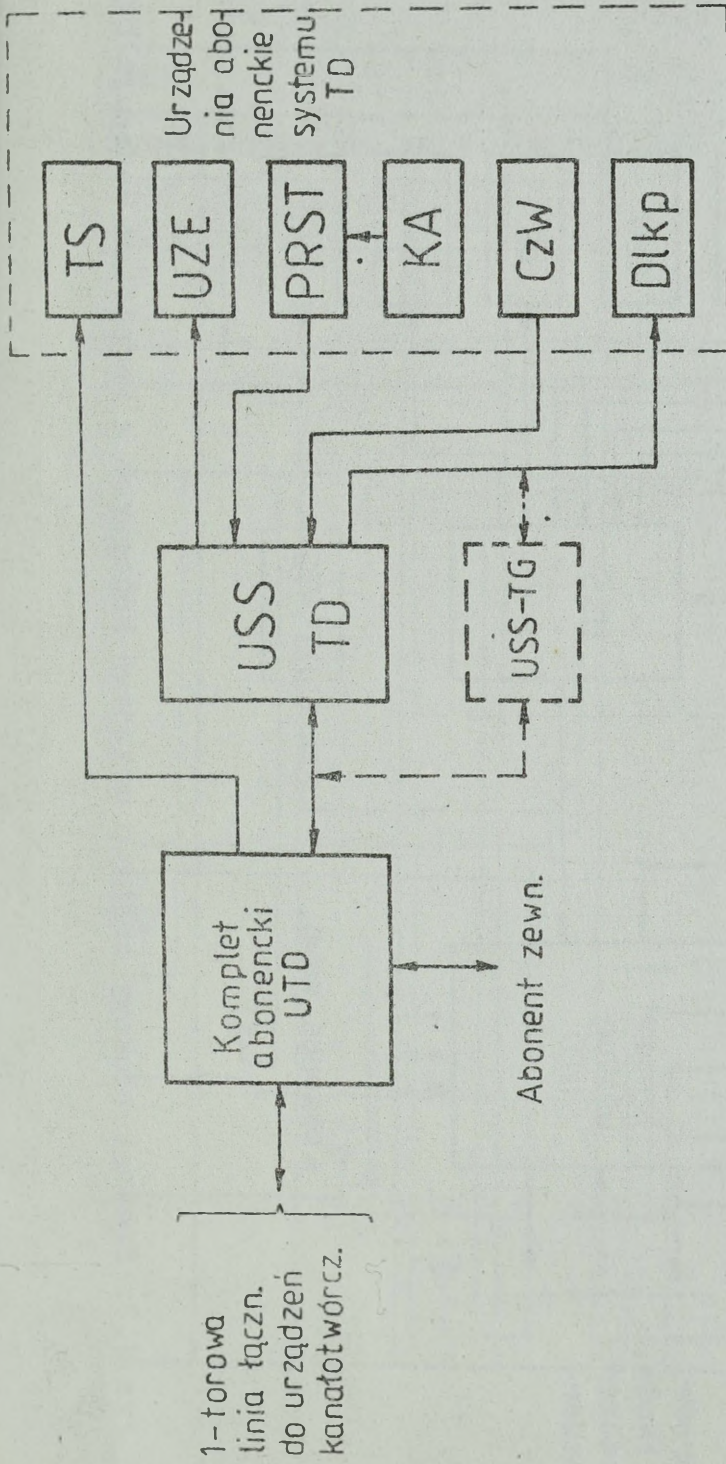 1-torowa
linia łączn.
do urządzeń
kanałotwórcz.
Komplet
abonencki
UTD
Abonent zewn.
USS
TD
USS-TG
TS
UZE
PRST
KA
CzW
Dlkp
Urządze-
nia abo-
nenckie
systemu
TD